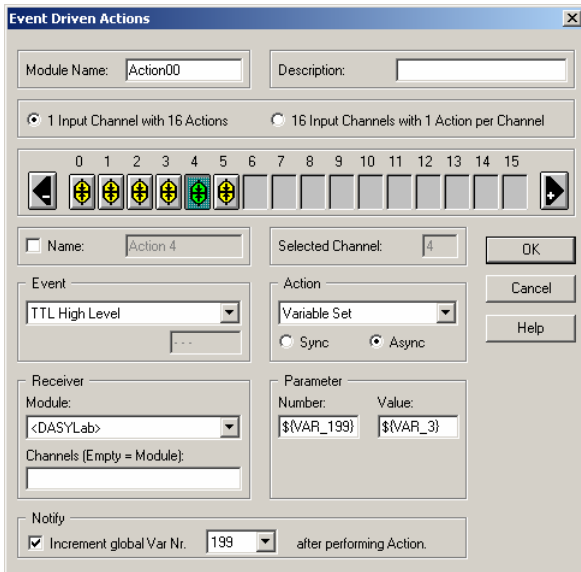 Event Driven Actions
Module Name: Action00 Description:
1 Input Channel with 16 Actions 16 Input Channels with 1 Action per Channel
0 1 2 3 4 5 6 7 8 9 10 11 12 13 14 15
- +
Name: Action 4 Selected Channel: 4 OK
Event Action Cancel
TTL High Level Variable Set
--- Sync Async Help
Receiver Parameter
Module: Number: Value:
<DASYLab> ${VAR_199} ${VAR_3}
Channels (Empty = Module):
Notify
Increment global Var Nr. 199 after performing Action.